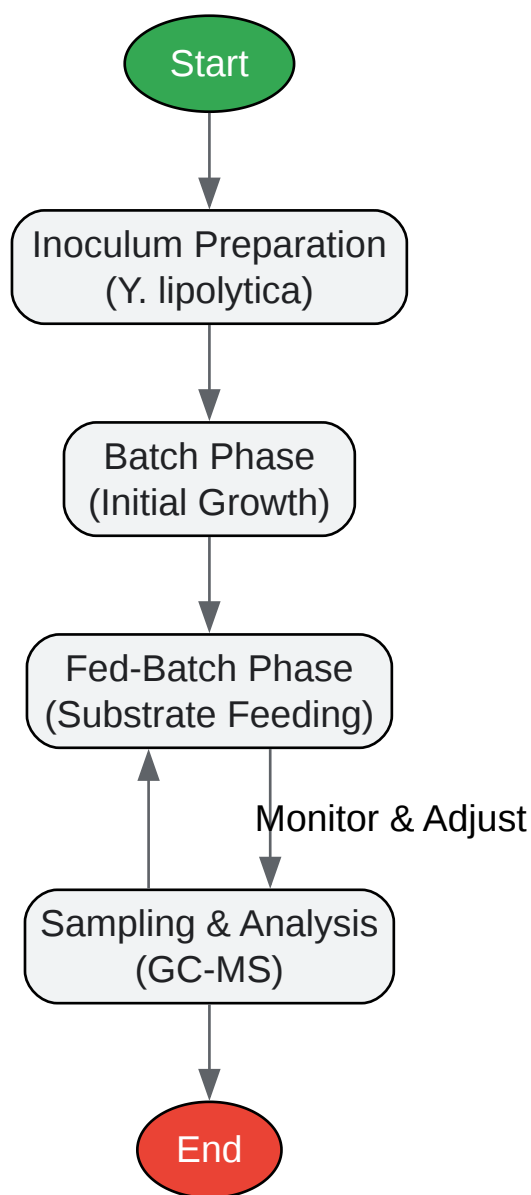 Start
Inoculum Preparation
(Y. lipolytica)
Batch Phase
(Initial Growth)
Fed-Batch Phase
(Substrate Feeding)
Monitor & Adjust
Sampling & Analysis
(GC-MS)
End